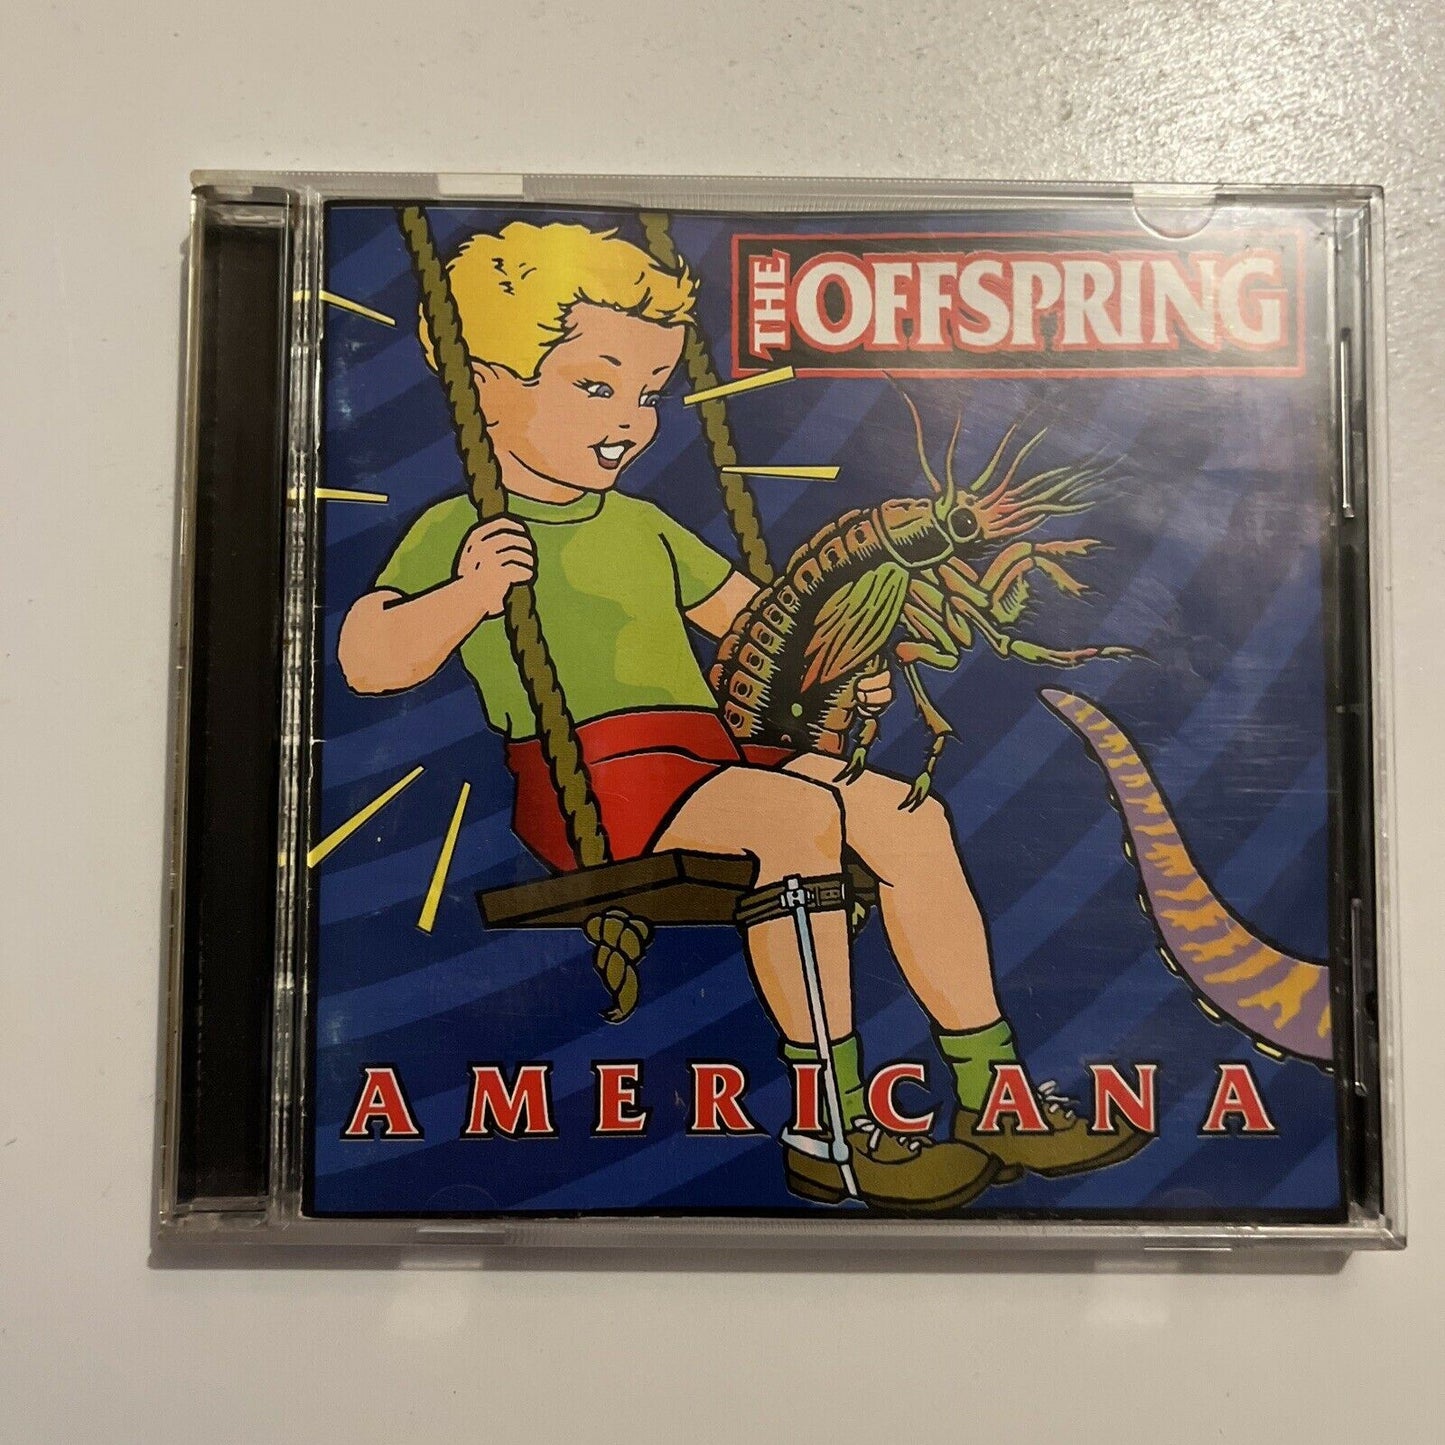 THE OFFSPRING
AMERICANA